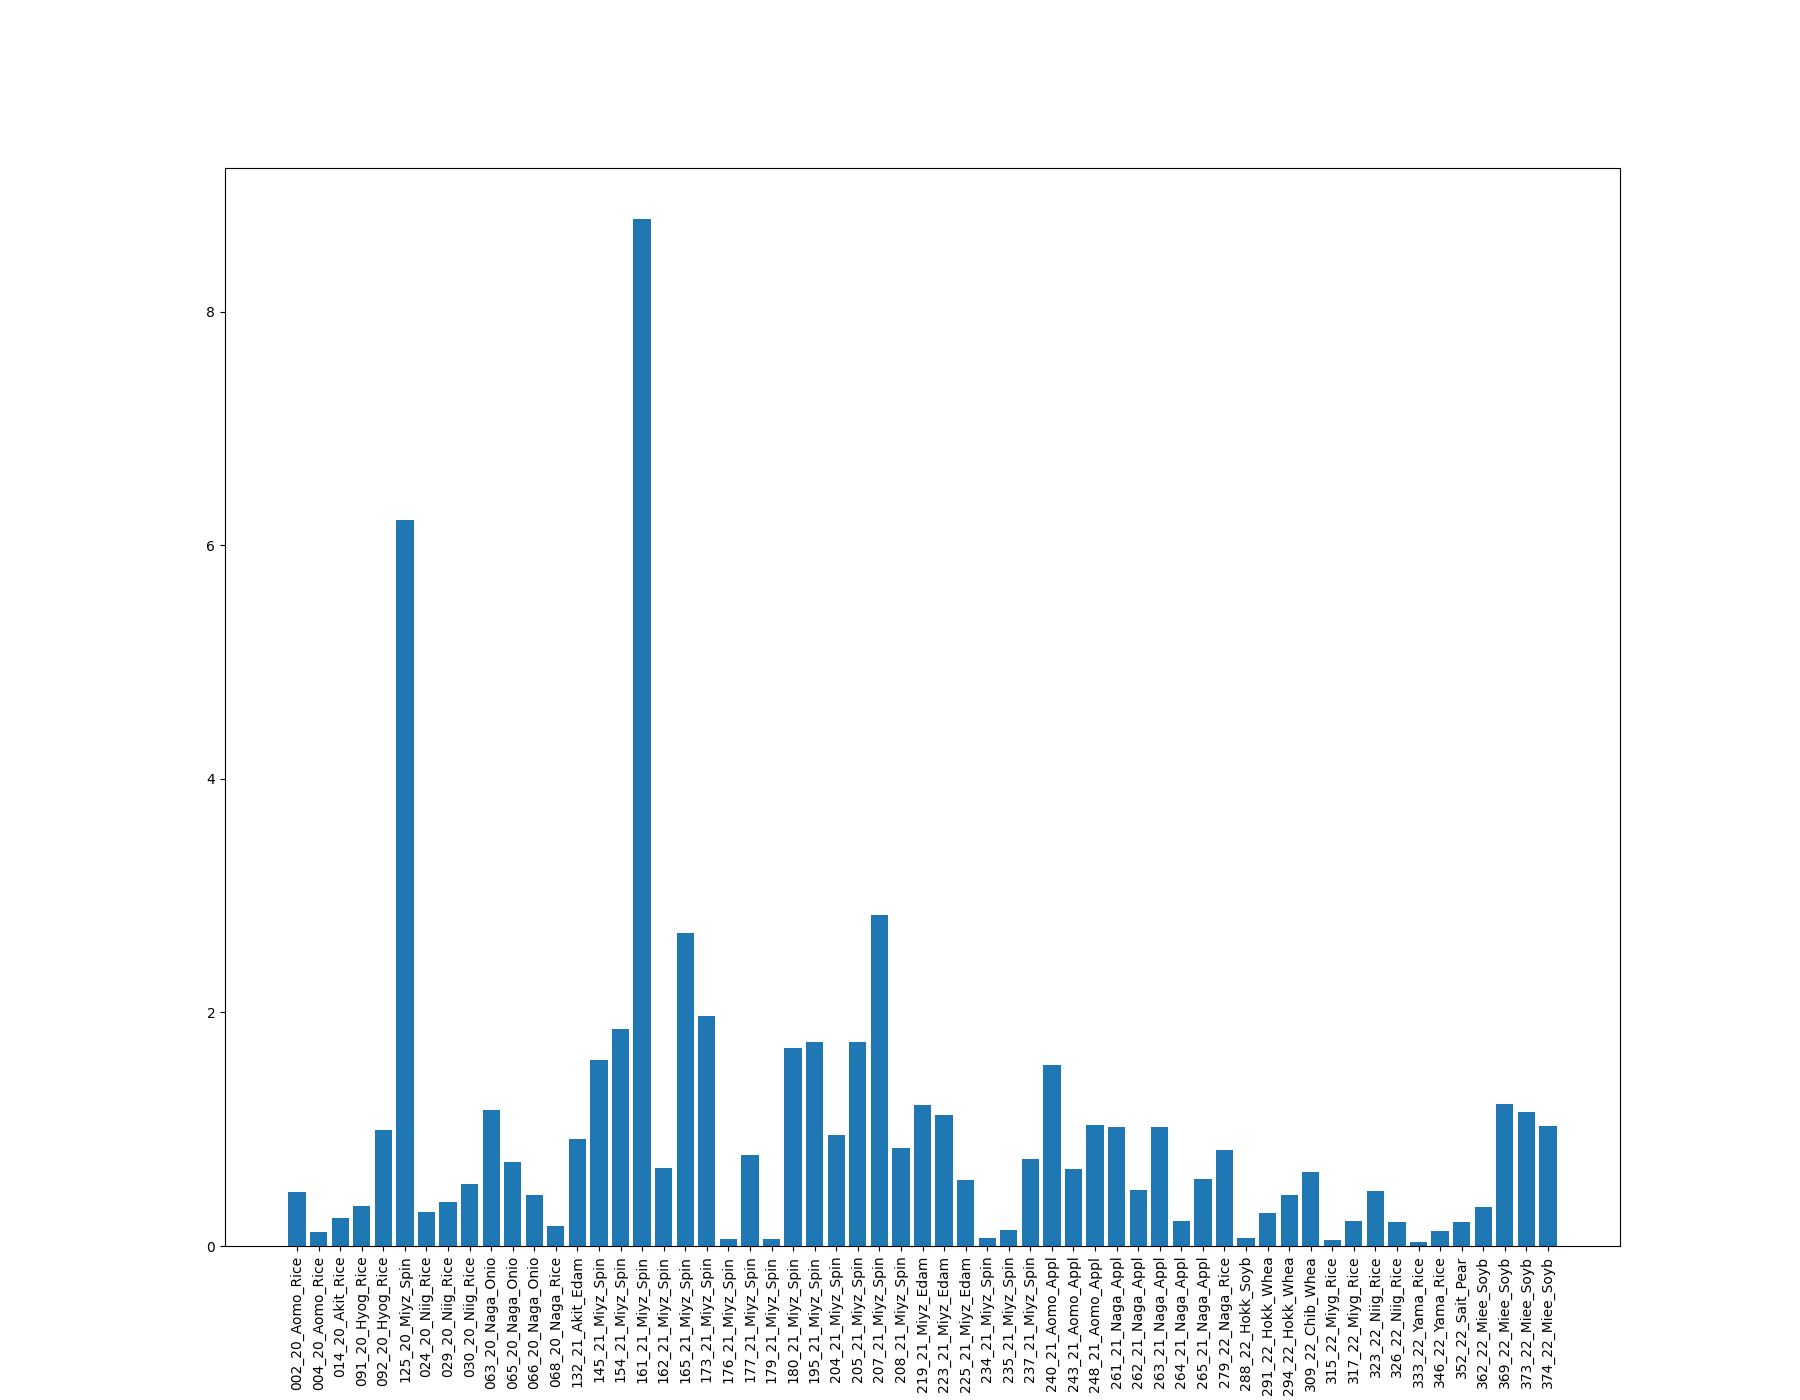 8
6
4
2
0
002_20_Aomo_Rice
004_20_Aomo_Rice
014_20_Akit_Rice
091_20_Hyog_Rice
092_20_Hyog_Rice
125_20_Miyz_Spin
024_20_Niig_Rice
029_20_Niig_Rice
030_20_Niig_Rice
063_20_Naga_Onio
065_20_Naga_Onio
066_20_Naga_Onio
068_20_Naga_Rice
132_21_Akit_Edam
145_21_Miyz_Spin
154_21_Miyz_Spin
161_21_Miyz_Spin
162_21_Miyz_Spin
165_21_Miyz_Spin
173_21_Miyz_Spin
176_21_Miyz_Spin
177_21_Miyz_Spin
179_21_Miyz_Spin
180_21_Miyz_Spin
195_21_Miyz_Spin
204_21_Miyz_Spin
205_21_Miyz_Spin
207_21_Miyz_Spin
208_21_Miyz_Spin
219_21_Miyz_Edam
223_21_Miyz_Edam
225_21_Miyz_Edam
234_21_Miyz_Spin
235_21_Miyz_Spin
237_21_Miyz_Spin
240_21_Aomo_Appl
243_21_Aomo_Appl
248_21_Aomo_Appl
261_21_Naga_Appl
262_21_Naga_Appl
263_21_Naga_Appl
264_21_Naga_Appl
265_21_Naga_Appl
279_22_Naga_Rice
288_22_Hokk_Soyb
291_22_Hokk_Whea
294_22_Hokk_Whea
309_22_Chib_Whea
315_22_Miyg_Rice
317_22_Miyg_Rice
323_22_Niig_Rice
326_22_Niig_Rice
333_22_Yama_Rice
346_22_Yama_Rice
352_22_Sait_Pear
362_22_Miee_Soyb
369_22_Miee_Soyb
373_22_Miee_Soyb
374_22_Miee_Soyb